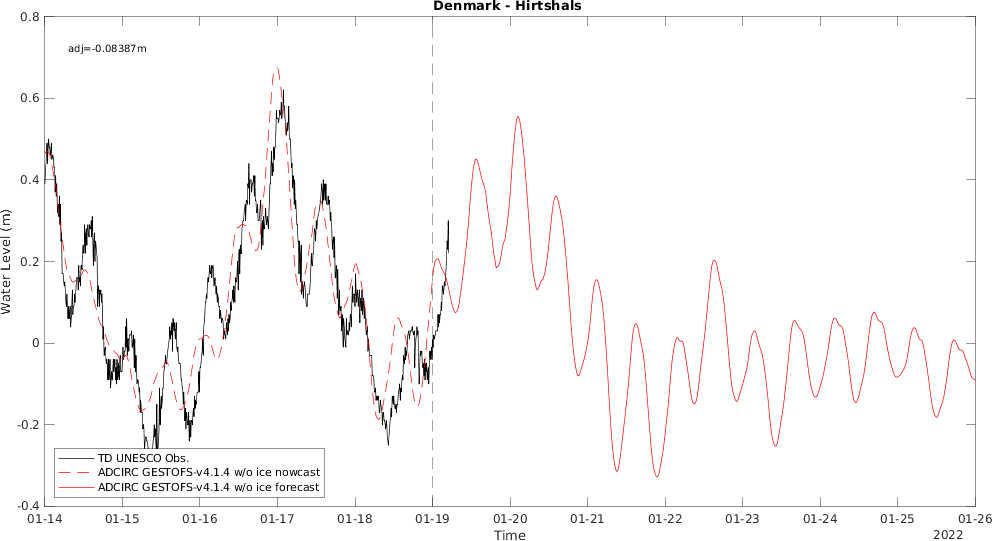 Denmark - Hirtshals
adj=-0.08387m
0.8
0.6
0.4
0.2
0
-0.2
-0.4
Water Level (m)
TD UNESCO Obs.
ADCIRC GESTOFS-v4.1.4 w/o ice nowcast
ADCIRC GESTOFS-v4.1.4 w/o ice forecast
01-14 01-15 01-16 01-17 01-18 01-19 01-20 01-21 01-22 01-23 01-24 01-25 01-26
Time
2022